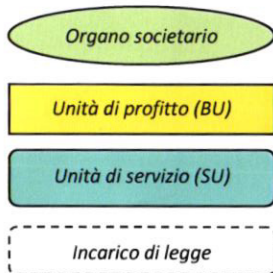 Organo societario
Unità di profitto (BU)
Unità di servizio (SU)
Incarico di legge